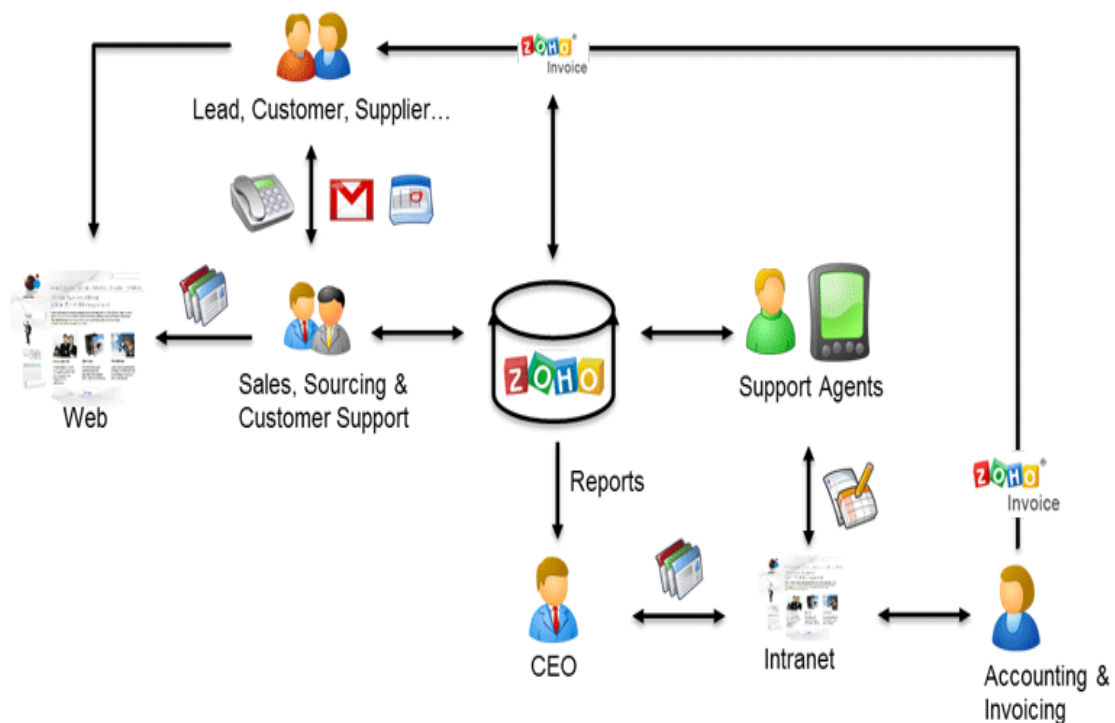 ZOHO®
Invoice
Lead, Customer, Supplier…
Web
Sales, Sourcing &
Customer Support
ZOHO
Support Agents
Reports
ZOHO®
Invoice
CEO
Intranet
Accounting &
Invoicing